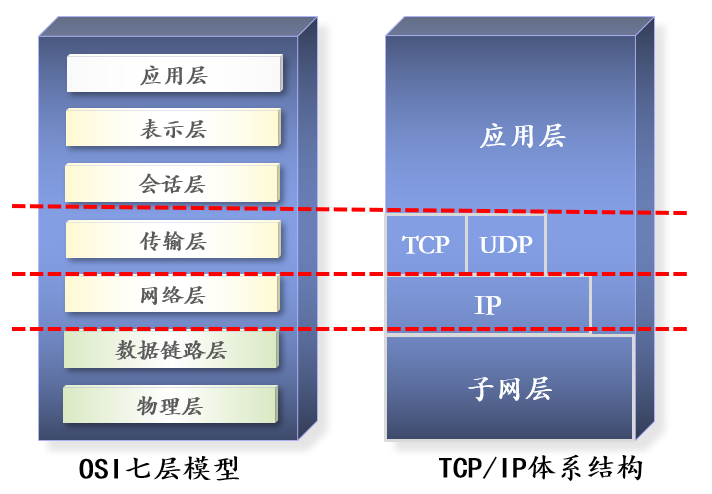 应用层
表示层
会话层
传输层
网络层
数据链路层
物理层
OSI七层模型
应用层
TCP UDP
IP
子网层
TCP/IP体系结构